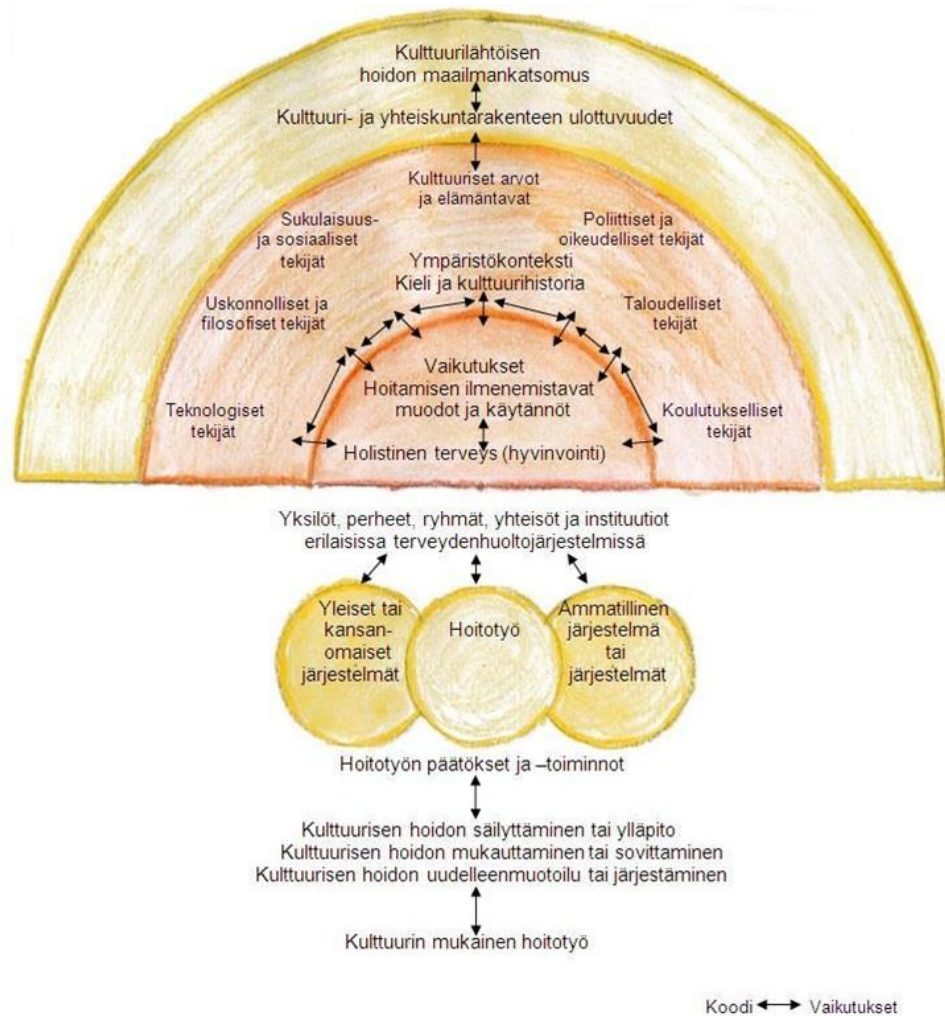 Kulttuurilähtöisen
hoidon maailmankatsomus
Kulttuuri- ja yhteiskuntarakenteen ulottuvuudet
Kulttuuriset arvot
ja elämäntavat
Sukulaisuus-
ja sosiaaliset
tekijät
Poliittiset ja
oikeudelliset tekijät
Ympäristökonteksti
Kieli ja kulttuurihistoria
Uskonnolliset ja
filosofiset tekijät
Taloudelliset
tekijät
Vaikutukset
Hoitamisen ilmenemistavat
muodot ja käytännöt
Teknologiset
tekijät
Koulutukselliset
tekijät
Holistinen terveys (hyvinvointi)
Yksilöt, perheet, ryhmät, yhteisöt ja instituutiot
erilaisissa terveydenhuoltojärjestelmissä
Yleiset tai
kansan-
omaiset
järjestelmät
Hoitotyö
Ammatillinen
järjestelmä
tai
järjestelmät
Hoitotyön päätökset ja –toiminnot
Kulttuurisen hoidon säilyttäminen tai ylläpito
Kulttuurisen hoidon mukauttaminen tai sovittaminen
Kulttuurisen hoidon uudelleenmuotoilu tai järjestäminen
Kulttuurin mukainen hoitotyö
Koodi Vaikutukset